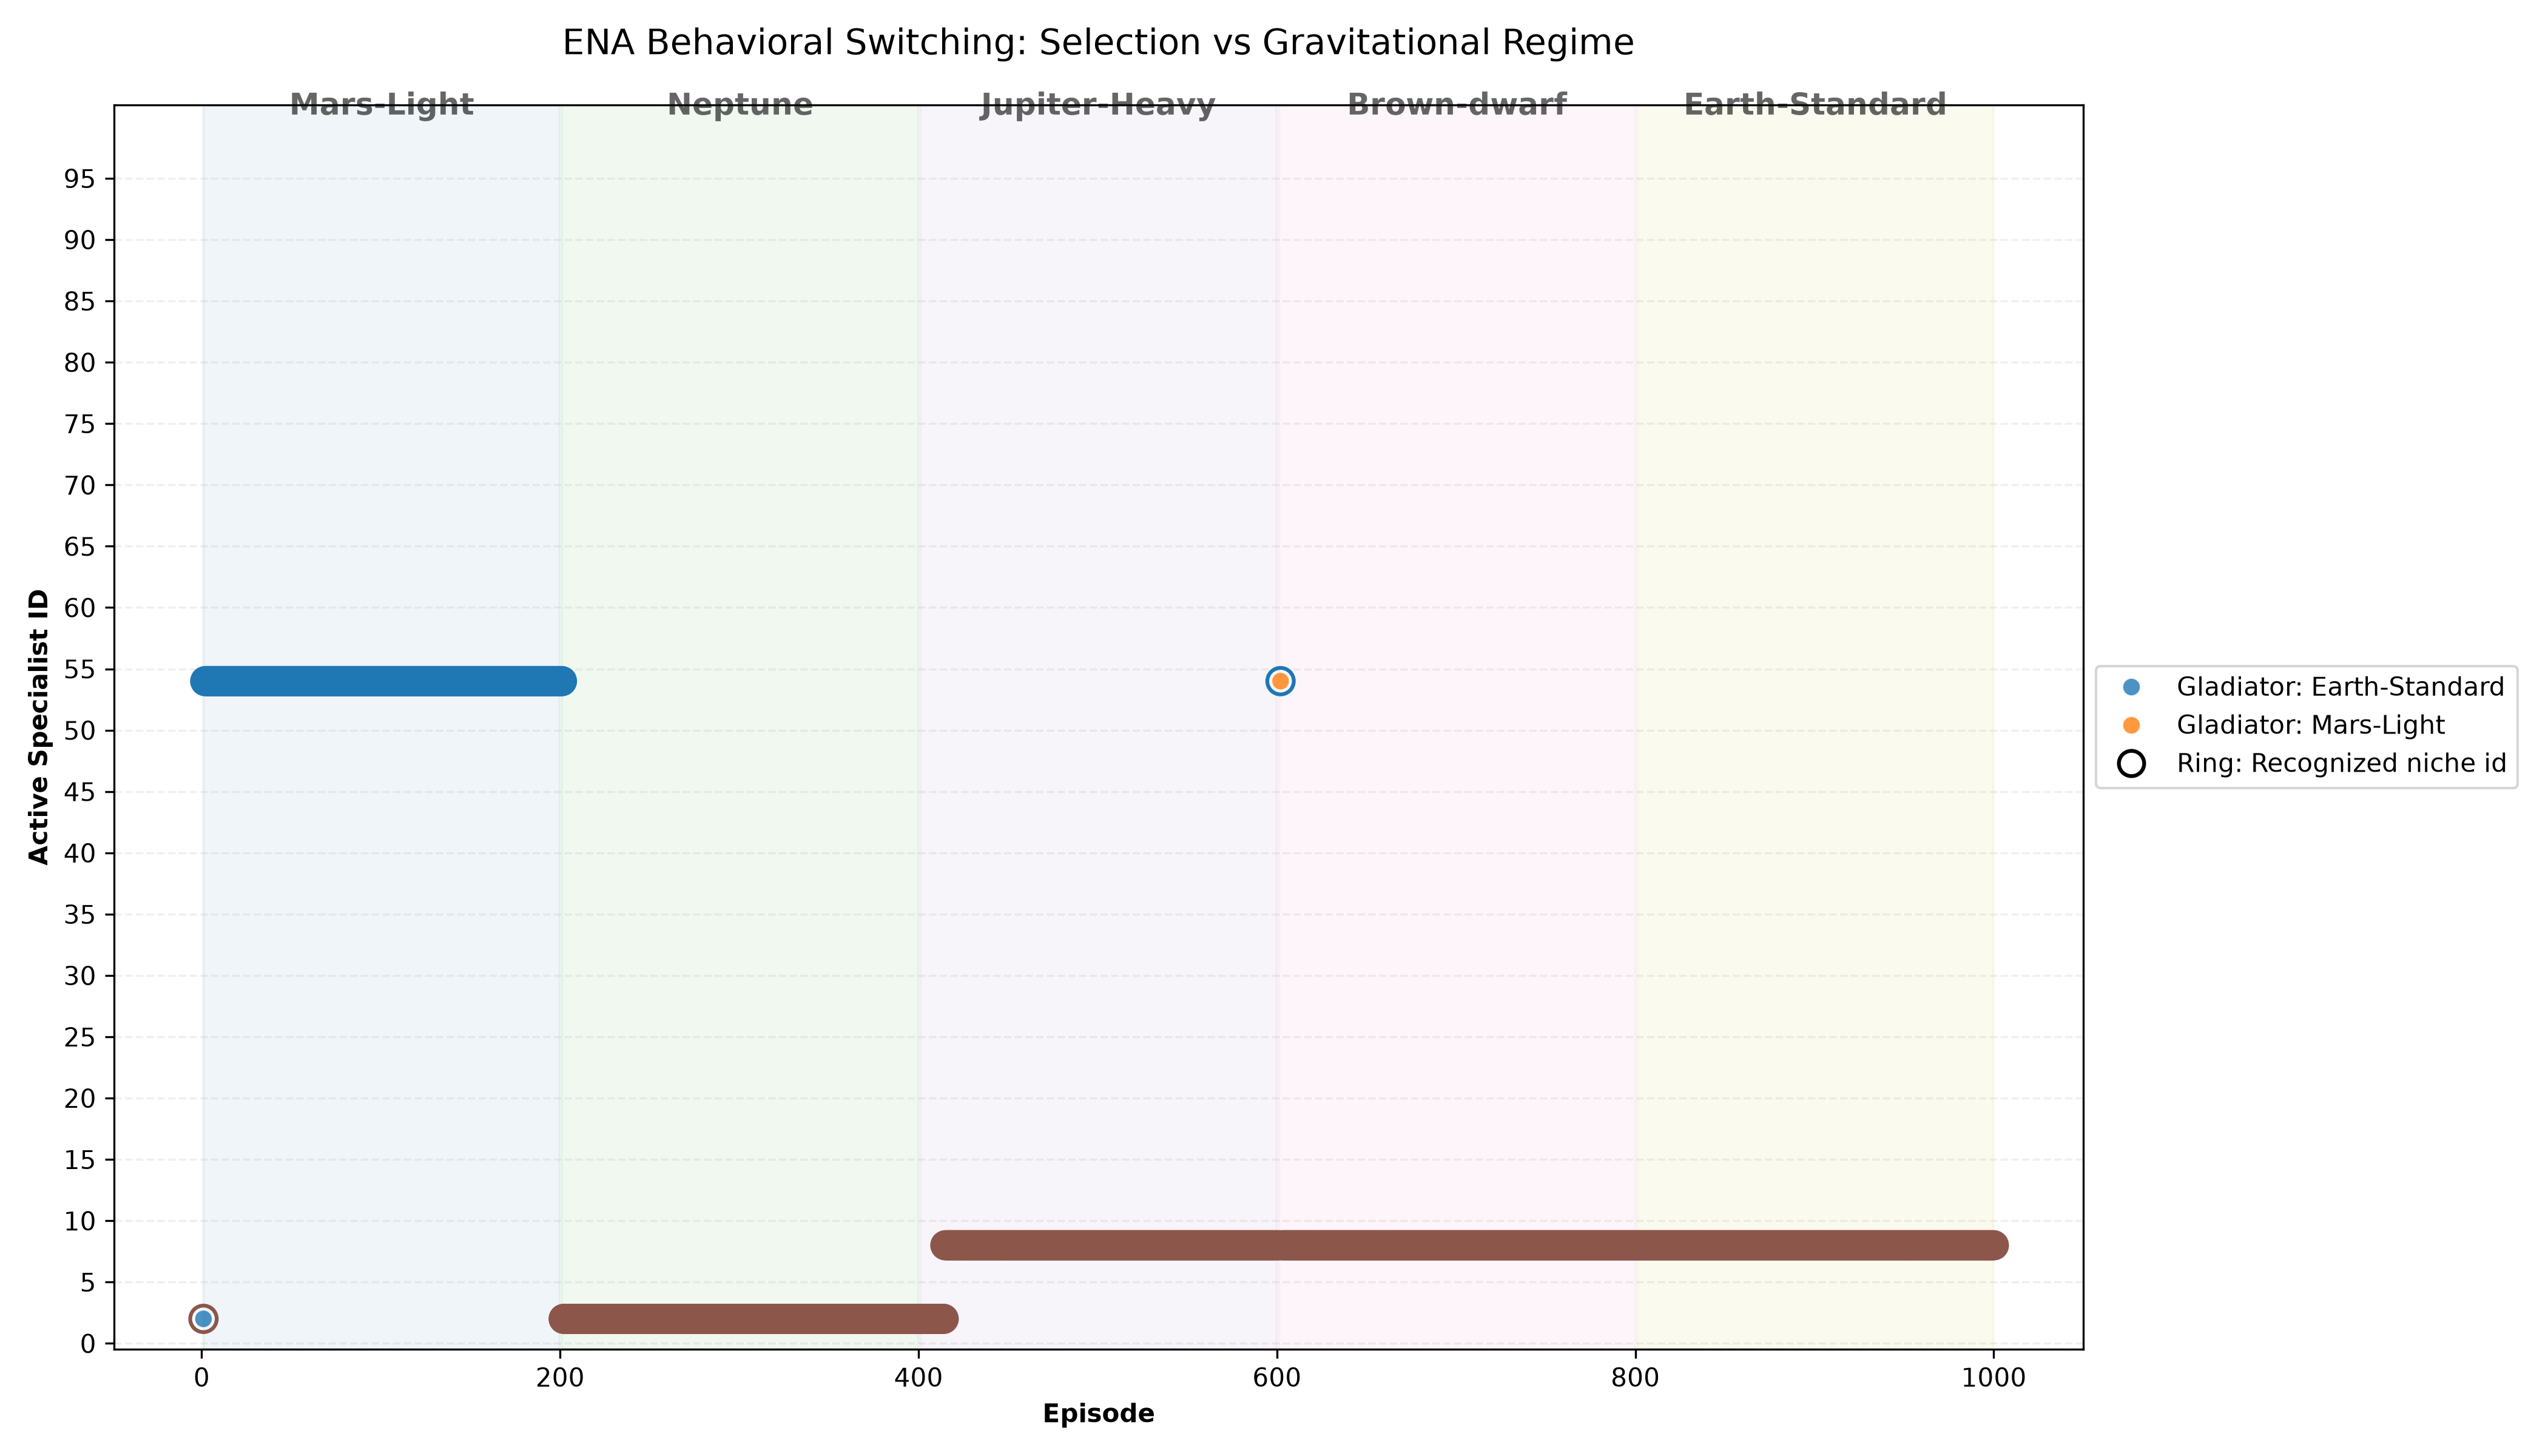 ENA Behavioral Switching: Selection vs Gravitational Regime
Mars-Light
Neptune
Jupiter-Heavy
Brown-dwarf
Earth-Standard
95
90
85
80
75
70
65
60
55
50
45
40
35
30
25
20
15
10
5
0
Active Specialist ID
0
200
400
600
800
1000
Episode
Gladiator: Earth-Standard
Gladiator: Mars-Light
Ring: Recognized niche id